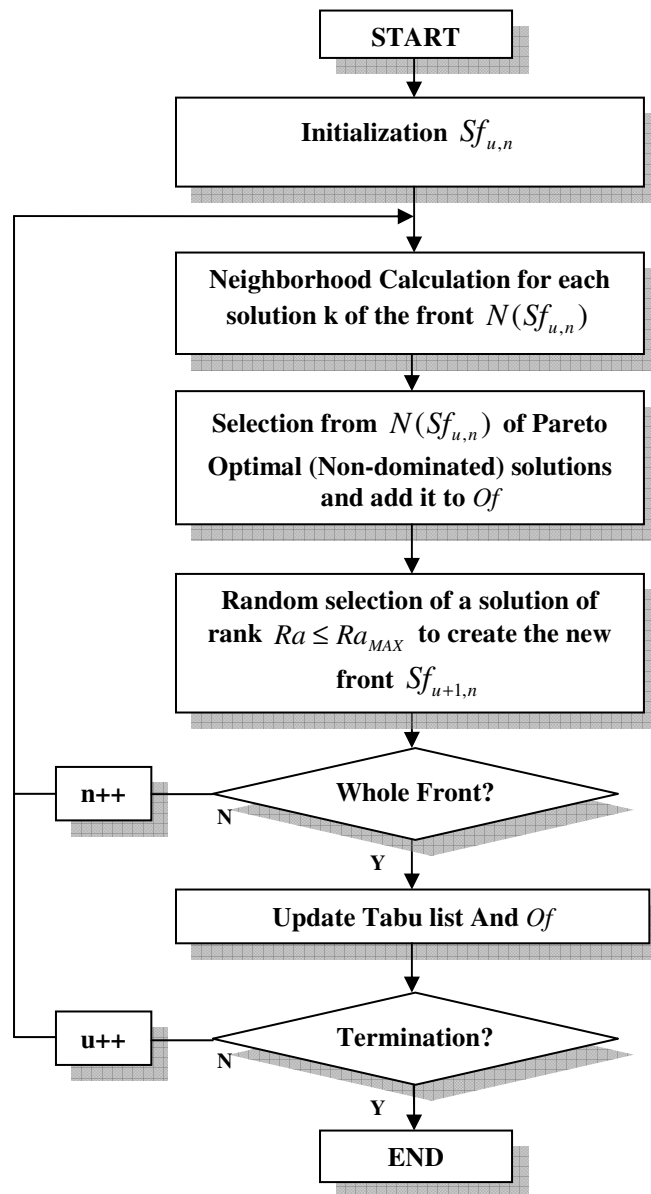 START
Initialization Sf_{u,n}
Neighborhood Calculation for each
solution k of the front N(Sf_{u,n})
Selection from N(Sf_{u,n}) of Pareto
Optimal (Non-dominated) solutions
and add it to Of
Random selection of a solution of
rank Ra ≤ Ra_{MAX} to create the new
front Sf_{u+1,n}
n++
N
Whole Front?
Y
Update Tabu list And Of
u++
N
Termination?
Y
END